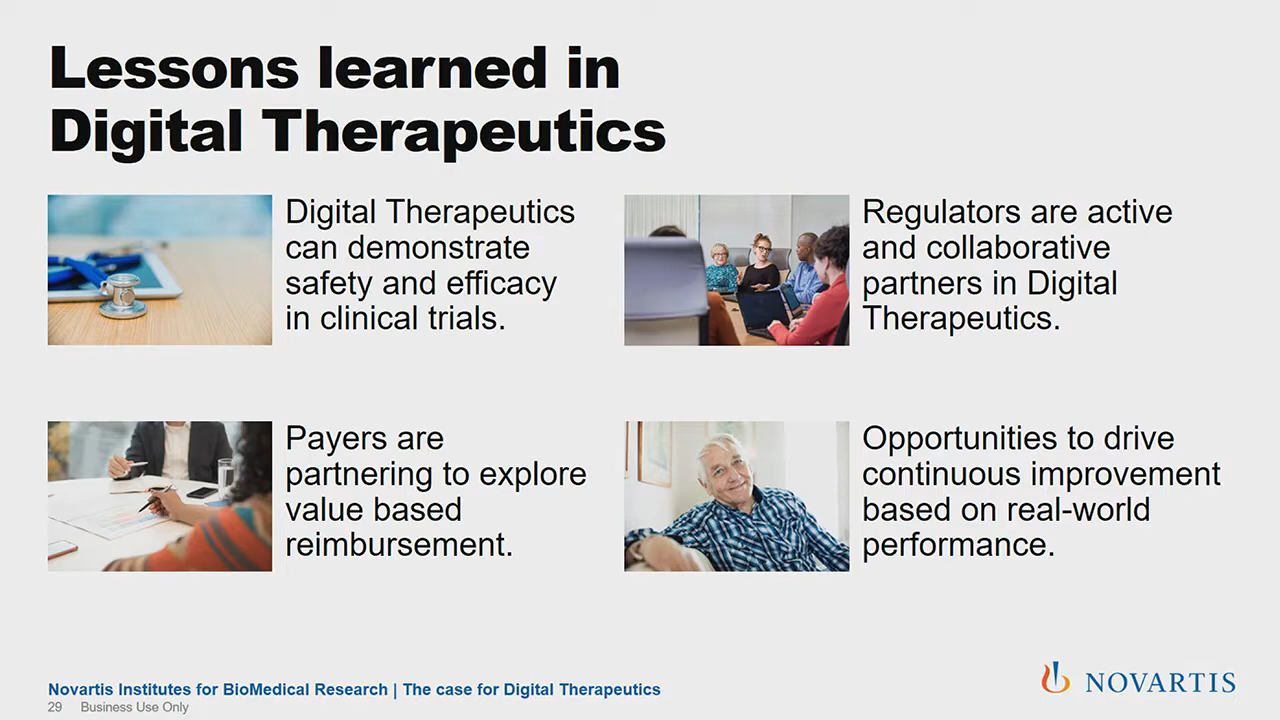 Lessons learned in
Digital Therapeutics
Digital Therapeutics
can demonstrate
safety and efficacy
in clinical trials.
Regulators are active
and collaborative
partners in Digital
Therapeutics.
Payers are
partnering to explore
value based
reimbursement.
Opportunities to drive
continuous improvement
based on real-world
performance.
Novartis Institutes for BioMedical Research | The case for Digital Therapeutics
29 Business Use Only
NOVARTIS